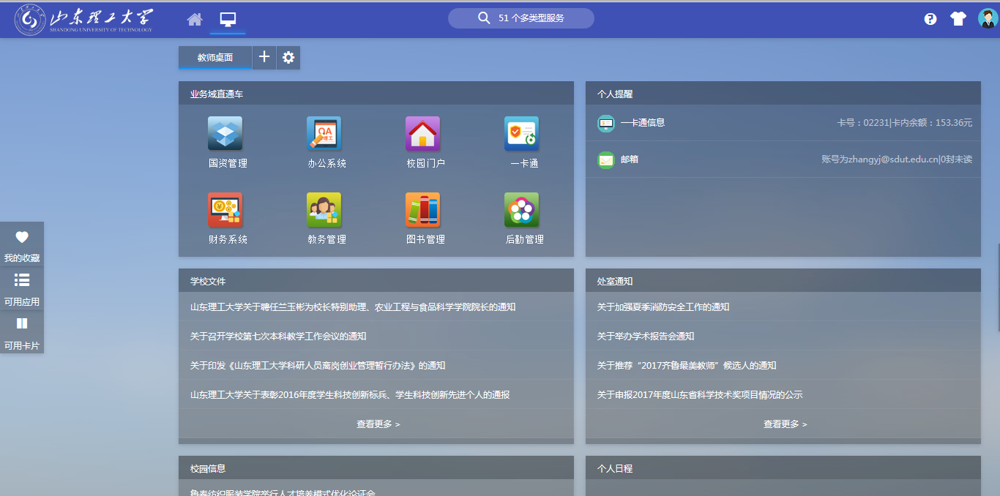 山东理工大学
SHANDONG UNIVERSITY OF TECHNOLOGY
51 个多类型服务
教师桌面
业务域直通车
国资管理
办公系统
校园门户
一卡通
财务系统
教务管理
图书管理
后勤管理
个人提醒
一卡通信息
卡号：02231|卡内余额：153.36元
邮箱
账号为zhangyj@sdut.edu.cn|0封未读
我的收藏
可用应用
可用卡片
学校文件
山东理工大学关于聘任兰玉彬为校长特别助理、农业工程与食品科学学院院长的通知
关于召开学校第七次本科教学工作会议的通知
关于印发《山东理工大学科研人员离岗创业管理暂行办法》的通知
山东理工大学关于表彰2016年度学生科技创新标兵、学生科技创新先进个人的通报
查看更多 >
处室通知
关于加强夏季消防安全工作的通知
关于举办学术报告会通知
关于推荐“2017齐鲁最美教师”候选人的通知
关于申报2017年度山东省科学技术奖项目情况的公示
查看更多 >
校园信息
鲁泰纺织服装学院举行人才培养模式优化论证会
个人日程